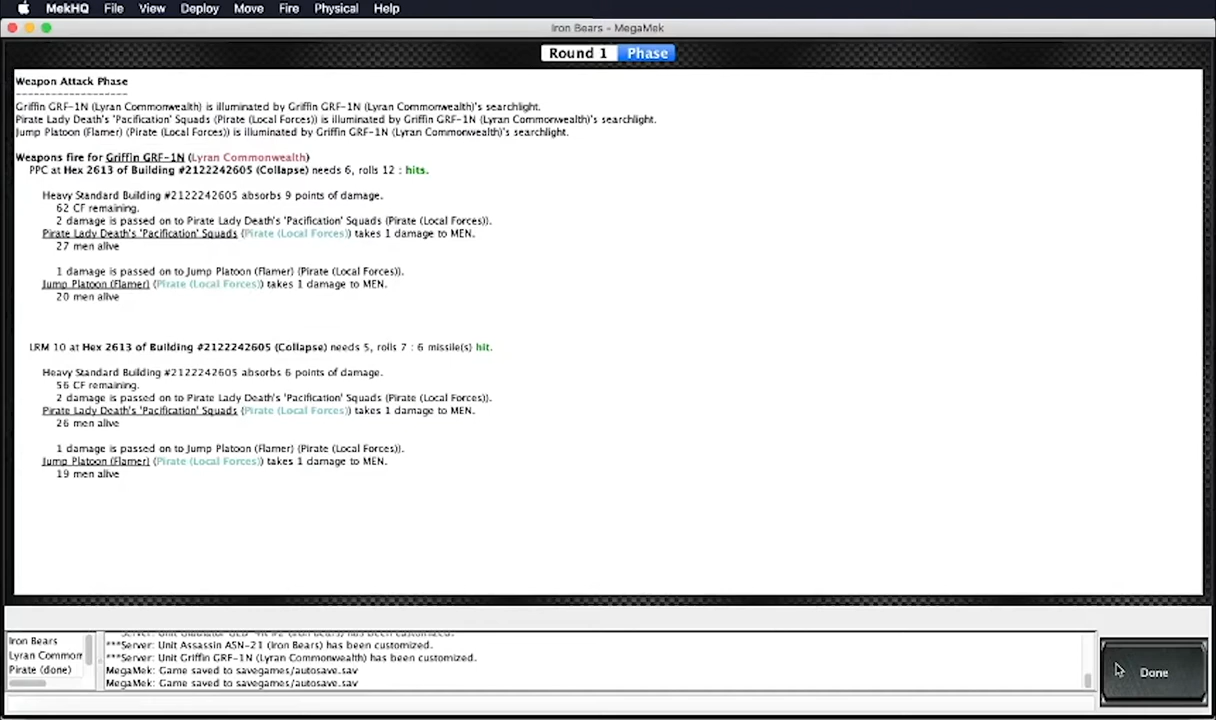 MekHQ File View Deploy Move Fire Physical Help
Iron Bears - MegaMek
Round 1 Phase
Weapon Attack Phase
--------------------
Griffin GRF-1N (Lyran Commonwealth) is illuminated by Griffin GRF-1N (Lyran Commonwealth)'s searchlight.
Pirate Lady Death's 'Pacification' Squads (Pirate (Local Forces)) is illuminated by Griffin GRF-1N (Lyran Commonwealth)'s searchlight.
Jump Platoon (Flamer) (Pirate (Local Forces)) is illuminated by Griffin GRF-1N (Lyran Commonwealth)'s searchlight.
Weapons fire for Griffin GRF-1N (Lyran Commonwealth)
PPC at Hex 2613 of Building #2122242605 (Collapse) needs 6, rolls 12 : hits.
Heavy Standard Building #2122242605 absorbs 9 points of damage.
62 CF remaining.
2 damage is passed on to Pirate Lady Death's 'Pacification' Squads (Pirate (Local Forces)).
Pirate Lady Death's 'Pacification' Squads (Pirate (Local Forces)) takes 1 damage to MEN.
27 men alive
1 damage is passed on to Jump Platoon (Flamer) (Pirate (Local Forces)).
Jump Platoon (Flamer) (Pirate (Local Forces)) takes 1 damage to MEN.
20 men alive
LRM 10 at Hex 2613 of Building #2122242605 (Collapse) needs 5, rolls 7 : 6 missile(s) hit.
Heavy Standard Building #2122242605 absorbs 6 points of damage.
56 CF remaining.
2 damage is passed on to Pirate Lady Death's 'Pacification' Squads (Pirate (Local Forces)).
Pirate Lady Death's 'Pacification' Squads (Pirate (Local Forces)) takes 1 damage to MEN.
26 men alive
1 damage is passed on to Jump Platoon (Flamer) (Pirate (Local Forces)).
Jump Platoon (Flamer) (Pirate (Local Forces)) takes 1 damage to MEN.
19 men alive
Iron Bears
Lyran Common
Pirate (done)
***Server: Unit Assassin ASN-21 (Iron Bears) has been customized.
***Server: Unit Griffin GRF-1N (Lyran Commonwealth) has been customized.
MegaMek: Game saved to savegames/autosave.sav
MegaMek: Game saved to savegames/autosave.sav
Done